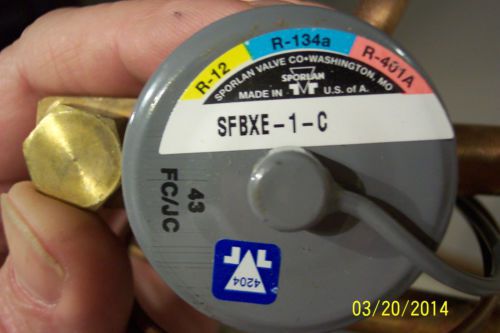 R-12
R-134a
R-401A
SPORLAN VALVE CO•WASHINGTON, MO
SPORLAN
MADE IN U.S. of A.
SFBXE-1-C
43
FC/JC
4204
03/20/2014